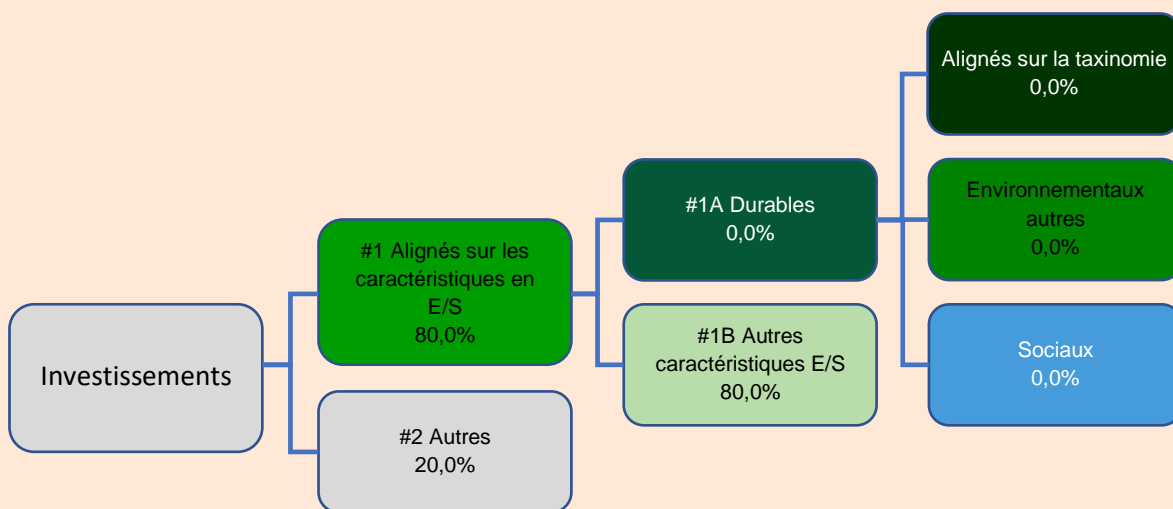 Investissements
#1 Alignés sur les
caractéristiques en
E/S
80,0%
#2 Autres
20,0%
#1A Durables
0,0%
#1B Autres
caractéristiques E/S
80,0%
Alignés sur la taxinomie
0,0%
Environnementaux
autres
0,0%
Sociaux
0,0%